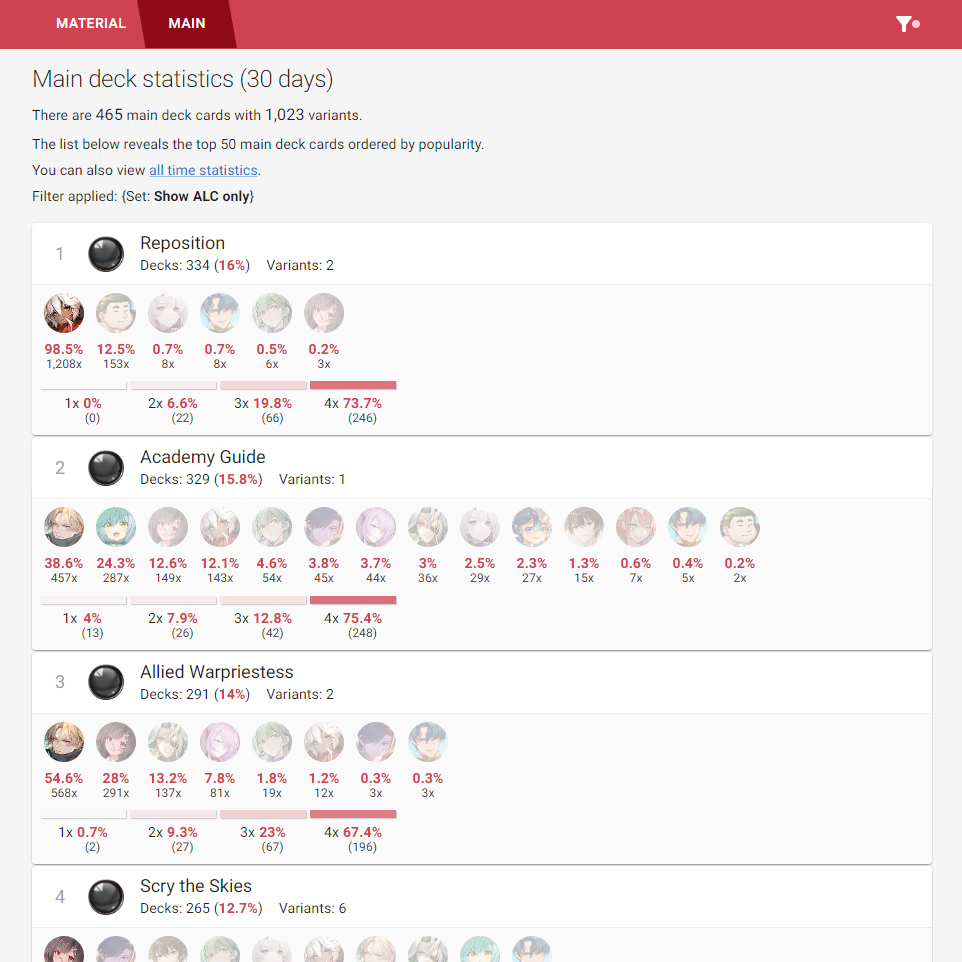 MATERIAL MAIN
Main deck statistics (30 days)
There are 465 main deck cards with 1,023 variants.
The list below reveals the top 50 main deck cards ordered by popularity.
You can also view all time statistics.
Filter applied: {Set: Show ALC only}
1
Reposition
Decks: 334 (16%) Variants: 2
98.5% 12.5% 0.7% 0.7% 0.5% 0.2%
1,208x 153x 8x 8x 6x 3x
1x 0% 2x 6.6% 3x 19.8% 4x 73.7%
(0) (22) (66) (246)
2
Academy Guide
Decks: 329 (15.8%) Variants: 1
38.6% 24.3% 12.6% 12.1% 4.6% 3.8% 3.7% 3% 2.5% 2.3% 1.3% 0.6% 0.4% 0.2%
457x 287x 149x 143x 54x 45x 44x 36x 29x 27x 15x 7x 5x 2x
1x 4% 2x 7.9% 3x 12.8% 4x 75.4%
(13) (26) (42) (248)
3
Allied Warpriestess
Decks: 291 (14%) Variants: 2
54.6% 28% 13.2% 7.8% 1.8% 1.2% 0.3% 0.3%
568x 291x 137x 81x 19x 12x 3x 3x
1x 0.7% 2x 9.3% 3x 23% 4x 67.4%
(2) (27) (67) (196)
4
Scry the Skies
Decks: 265 (12.7%) Variants: 6